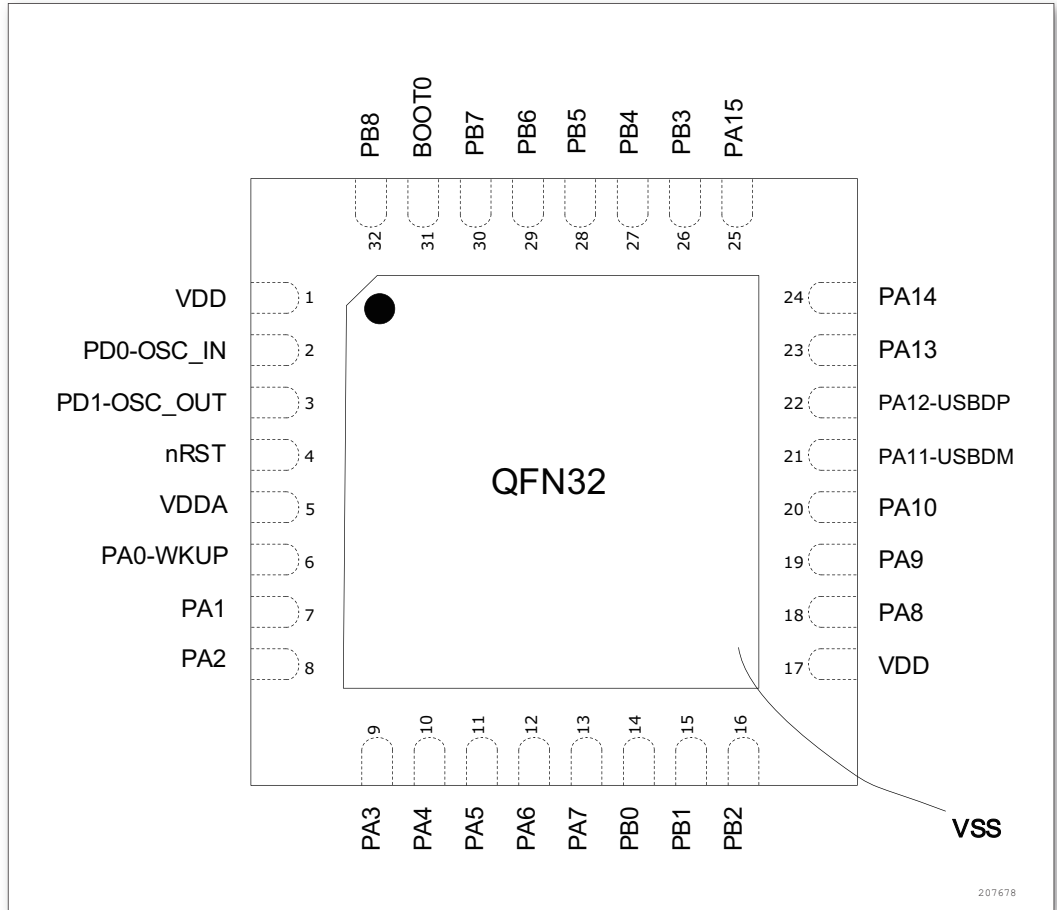 PB8
BOOT0
PB7
PB6
PB5
PB4
PB3
PA15
32
31
30
29
28
27
26
25
VDD 1
PD0-OSC_IN 2
PD1-OSC_OUT 3
nRST 4
VDDA 5
PA0-WKUP 6
PA1 7
PA2 8
QFN32
24 PA14
23 PA13
22 PA12-USBDP
21 PA11-USBDM
20 PA10
19 PA9
18 PA8
17 VDD
9
10
11
12
13
14
15
16
PA3
PA4
PA5
PA6
PA7
PB0
PB1
PB2
VSS
207678